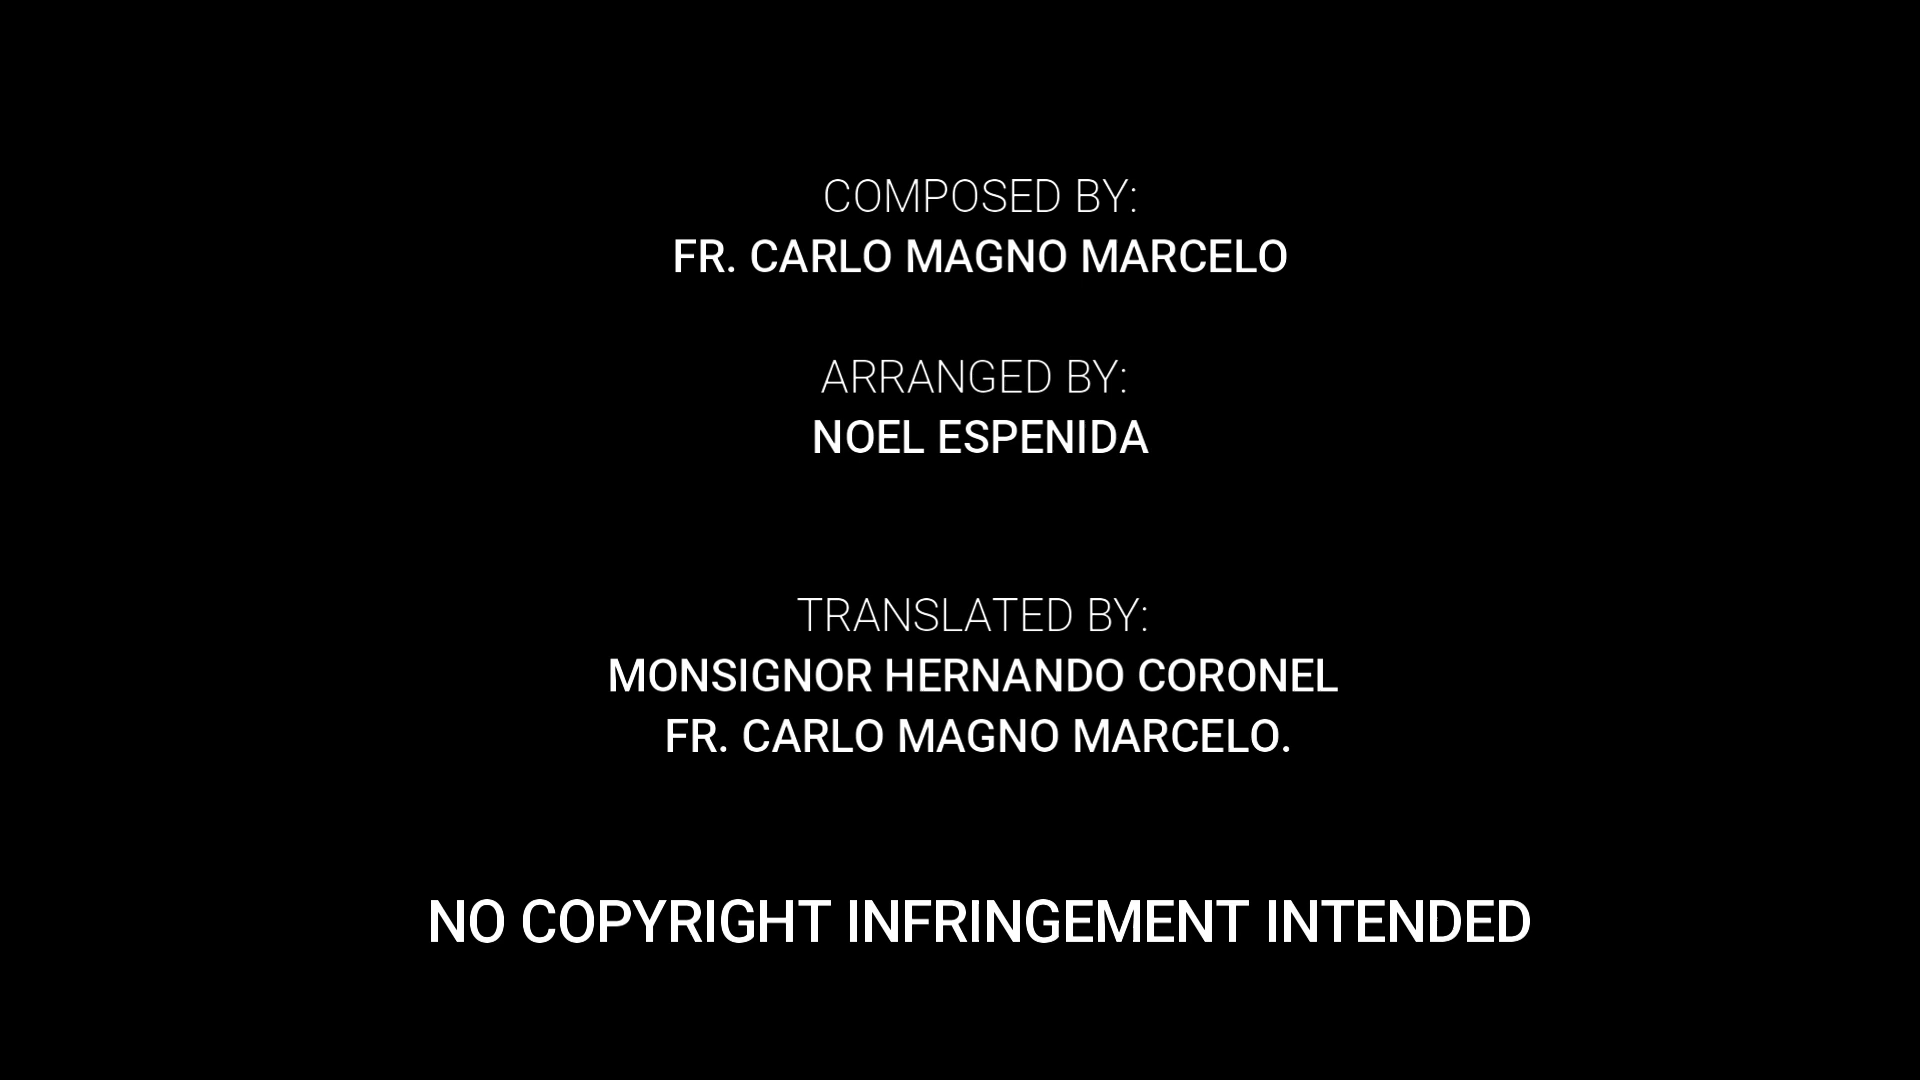 COMPOSED BY:
FR. CARLO MAGNO MARCELO
ARRANGED BY:
NOEL ESPENIDA
TRANSLATED BY:
MONSIGNOR HERNANDO CORONEL
FR. CARLO MAGNO MARCELO.
NO COPYRIGHT INFRINGEMENT INTENDED